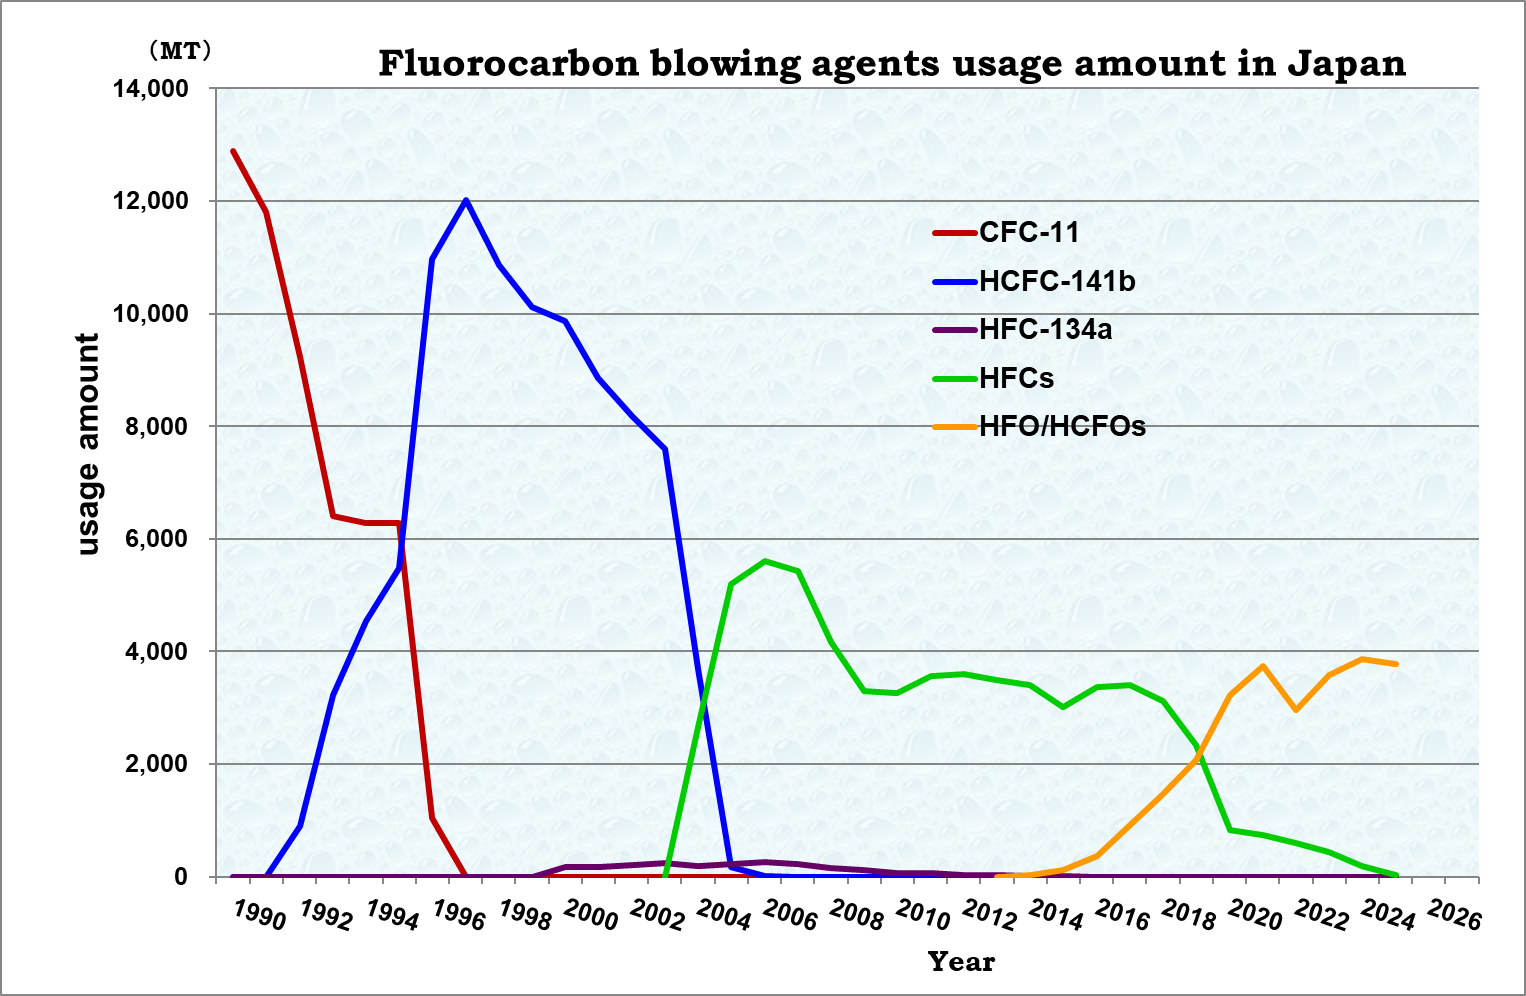 （MT）
Fluorocarbon blowing agents usage amount in Japan
14,000
12,000
10,000
8,000
6,000
4,000
2,000
0
usage amount
CFC-11
HCFC-141b
HFC-134a
HFCs
HFO/HCFOs
1990 1992 1994 1996 1998 2000 2002 2004 2006 2008 2010 2012 2014 2016 2018 2020 2022 2024 2026
Year